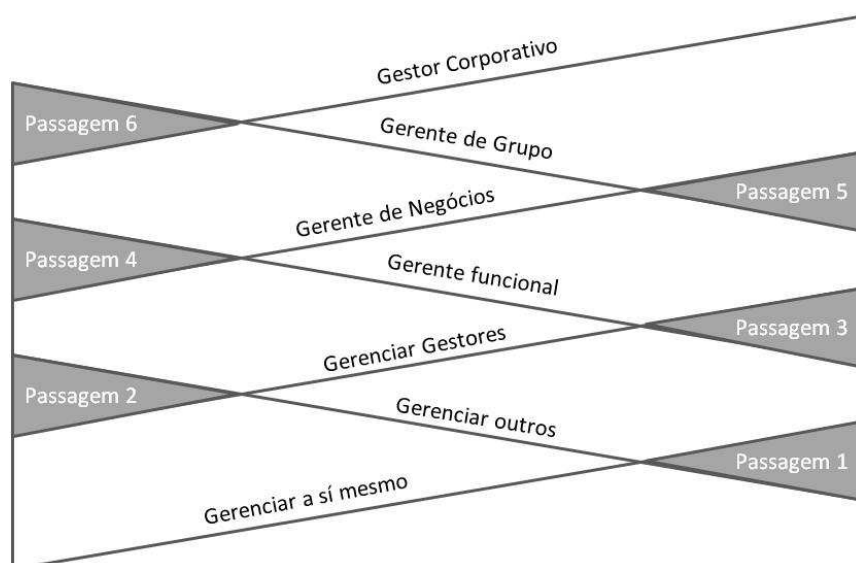 Gestor Corporativo
Passagem 6
Gerente de Grupo
Passagem 5
Gerente de Negócios
Passagem 4
Gerente funcional
Passagem 3
Gerenciar Gestores
Passagem 2
Gerenciar outros
Passagem 1
Gerenciar a sí mesmo